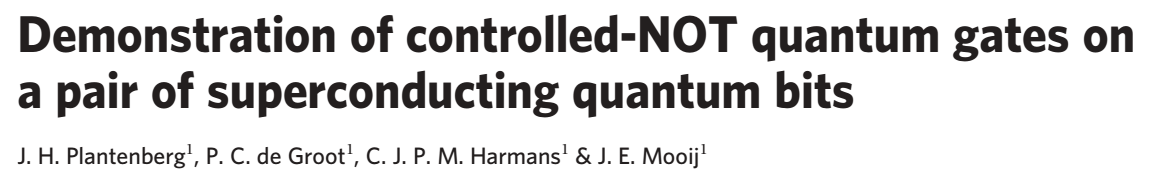 Demonstration of controlled-NOT quantum gates on
a pair of superconducting quantum bits
J. H. Plantenberg¹, P. C. de Groot¹, C. J. P. M. Harmans¹ & J. E. Mooij¹